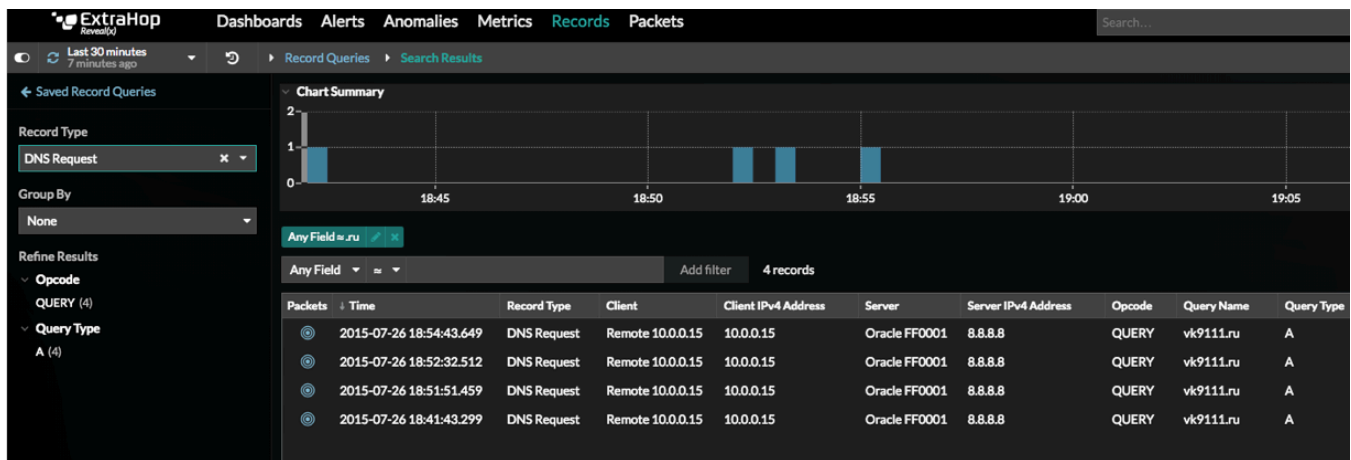 ExtraHop
Reveal(x)
Dashboards Alerts Anomalies Metrics Records Packets
Search...
Last 30 minutes
7 minutes ago
Record Queries Search Results
Saved Record Queries
Record Type
DNS Request
Group By
None
Refine Results
Opcode
QUERY (4)
Query Type
A (4)
Chart Summary
2
1
0
18:45 18:50 18:55 19:00 19:05
Any Field ≈ .ru
Any Field ≈ Add filter 4 records
Packets ↓ Time Record Type Client Client IPv4 Address Server Server IPv4 Address Opcode Query Name Query Type
2015-07-26 18:54:43.649 DNS Request Remote 10.0.0.15 10.0.0.15 Oracle FF0001 8.8.8.8 QUERY vk9111.ru A
2015-07-26 18:52:32.512 DNS Request Remote 10.0.0.15 10.0.0.15 Oracle FF0001 8.8.8.8 QUERY vk9111.ru A
2015-07-26 18:51:51.459 DNS Request Remote 10.0.0.15 10.0.0.15 Oracle FF0001 8.8.8.8 QUERY vk9111.ru A
2015-07-26 18:41:43.299 DNS Request Remote 10.0.0.15 10.0.0.15 Oracle FF0001 8.8.8.8 QUERY vk9111.ru A